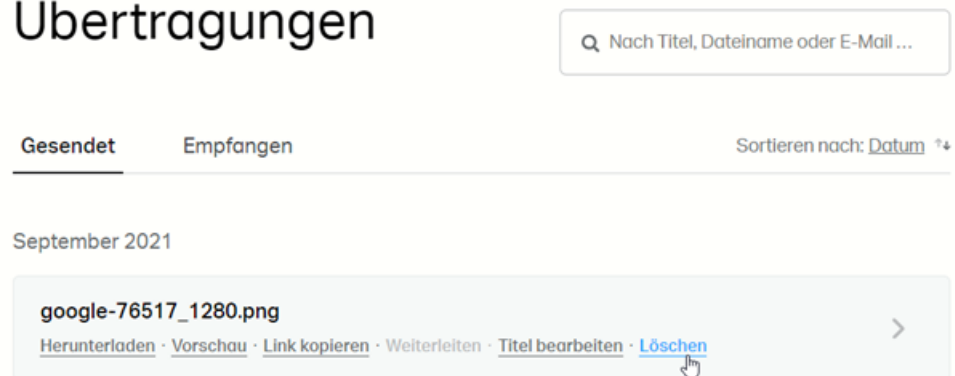 Übertragungen
Nach Titel, Dateiname oder E-Mail ...
Gesendet
Empfangen
Sortieren nach: Datum
September 2021
google-76517_1280.png
Herunterladen · Vorschau · Link kopieren · Weiterleiten · Titel bearbeiten · Löschen